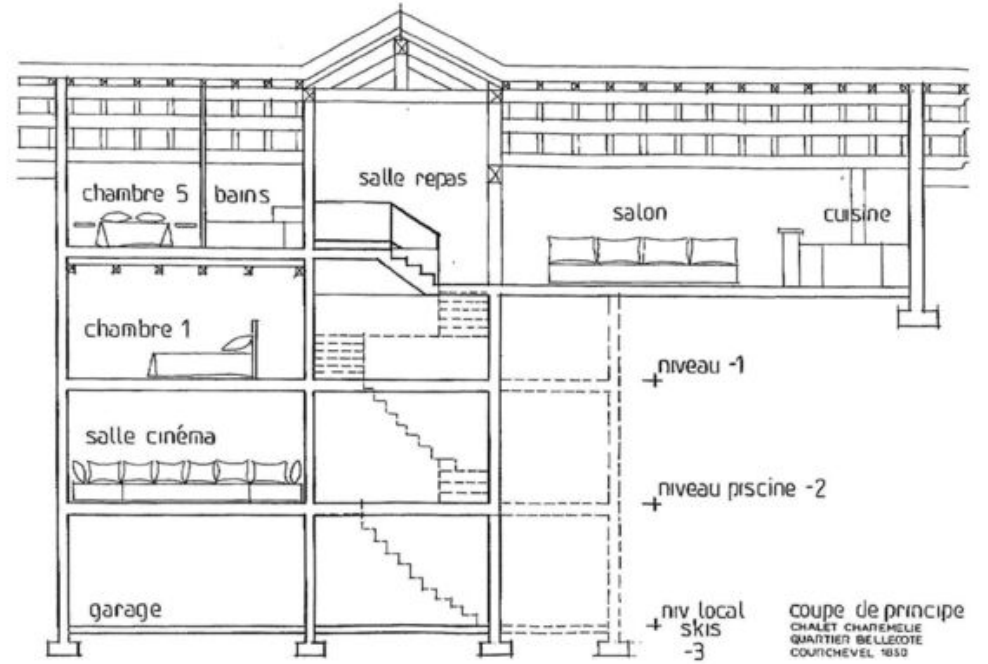 salle repas
chambre 5
bains
salon
cuisine
chambre 1
niveau -1
salle cinéma
niveau piscine -2
garage
niv local
skis
-3
coupe de principe
CHALET CHAREMELIE
QUARTIER BELLECOTE
COURCHEVEL 1850